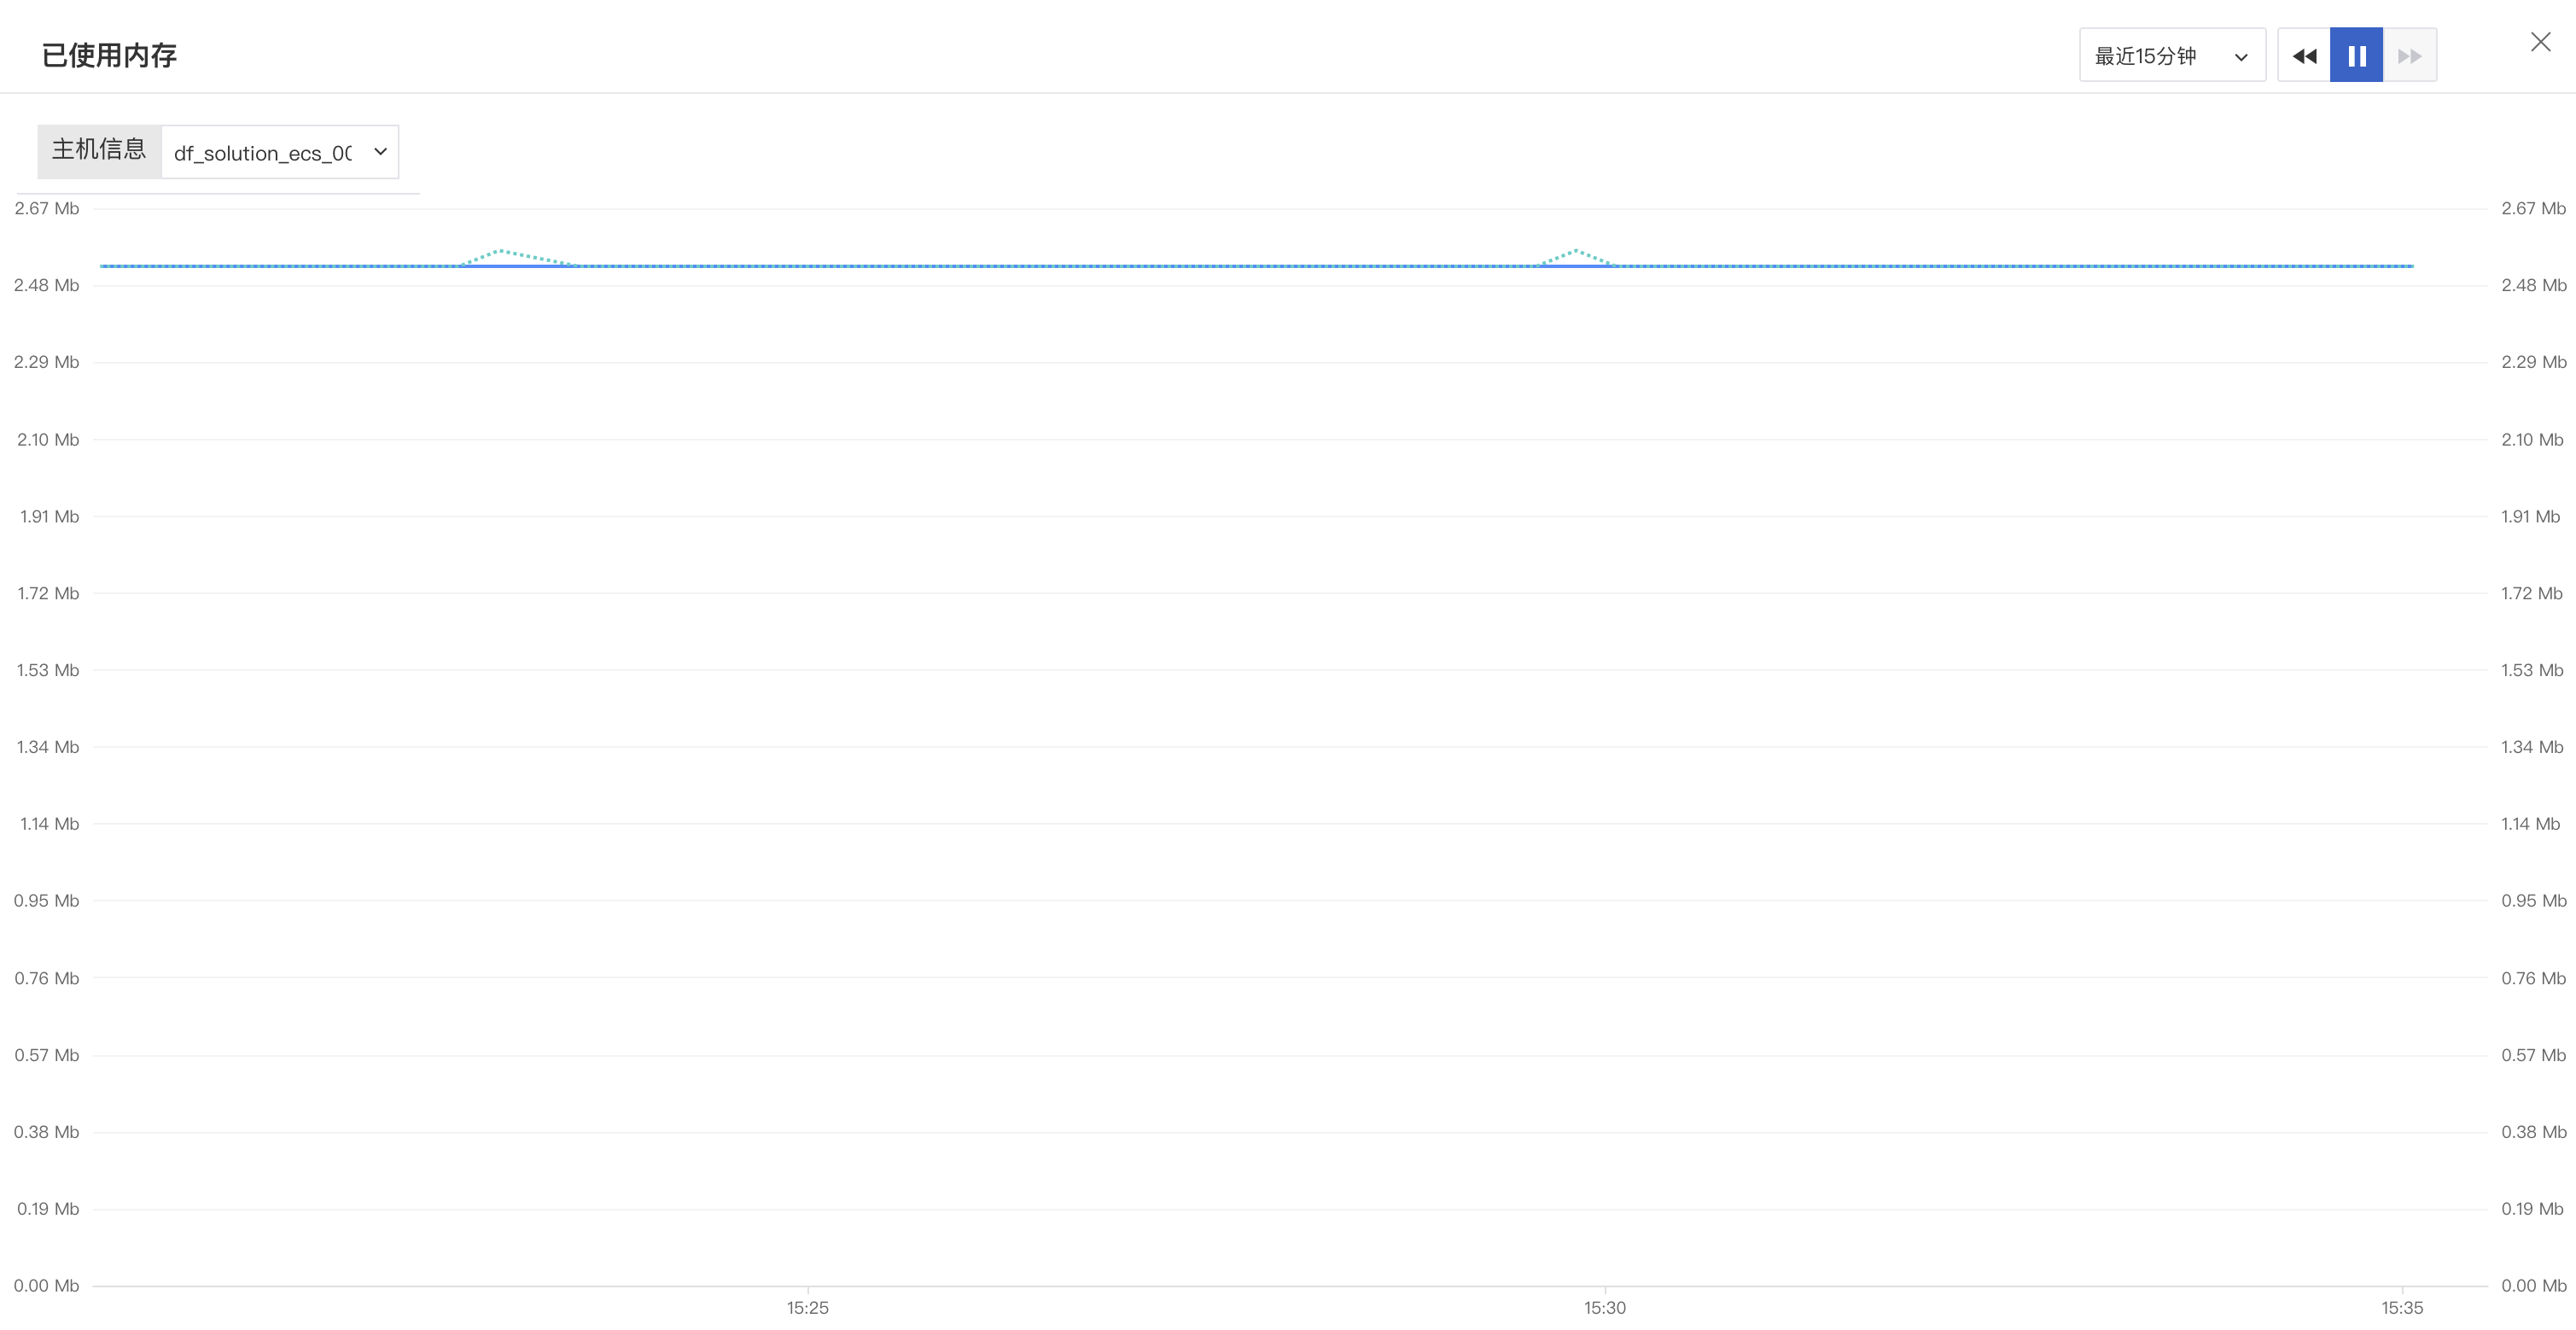 已使用内存
最近15分钟
主机信息 df_solution_ecs_00
2.67 Mb 2.67 Mb
2.48 Mb 2.48 Mb
2.29 Mb 2.29 Mb
2.10 Mb 2.10 Mb
1.91 Mb 1.91 Mb
1.72 Mb 1.72 Mb
1.53 Mb 1.53 Mb
1.34 Mb 1.34 Mb
1.14 Mb 1.14 Mb
0.95 Mb 0.95 Mb
0.76 Mb 0.76 Mb
0.57 Mb 0.57 Mb
0.38 Mb 0.38 Mb
0.19 Mb 0.19 Mb
0.00 Mb 0.00 Mb
15:25 15:30 15:35